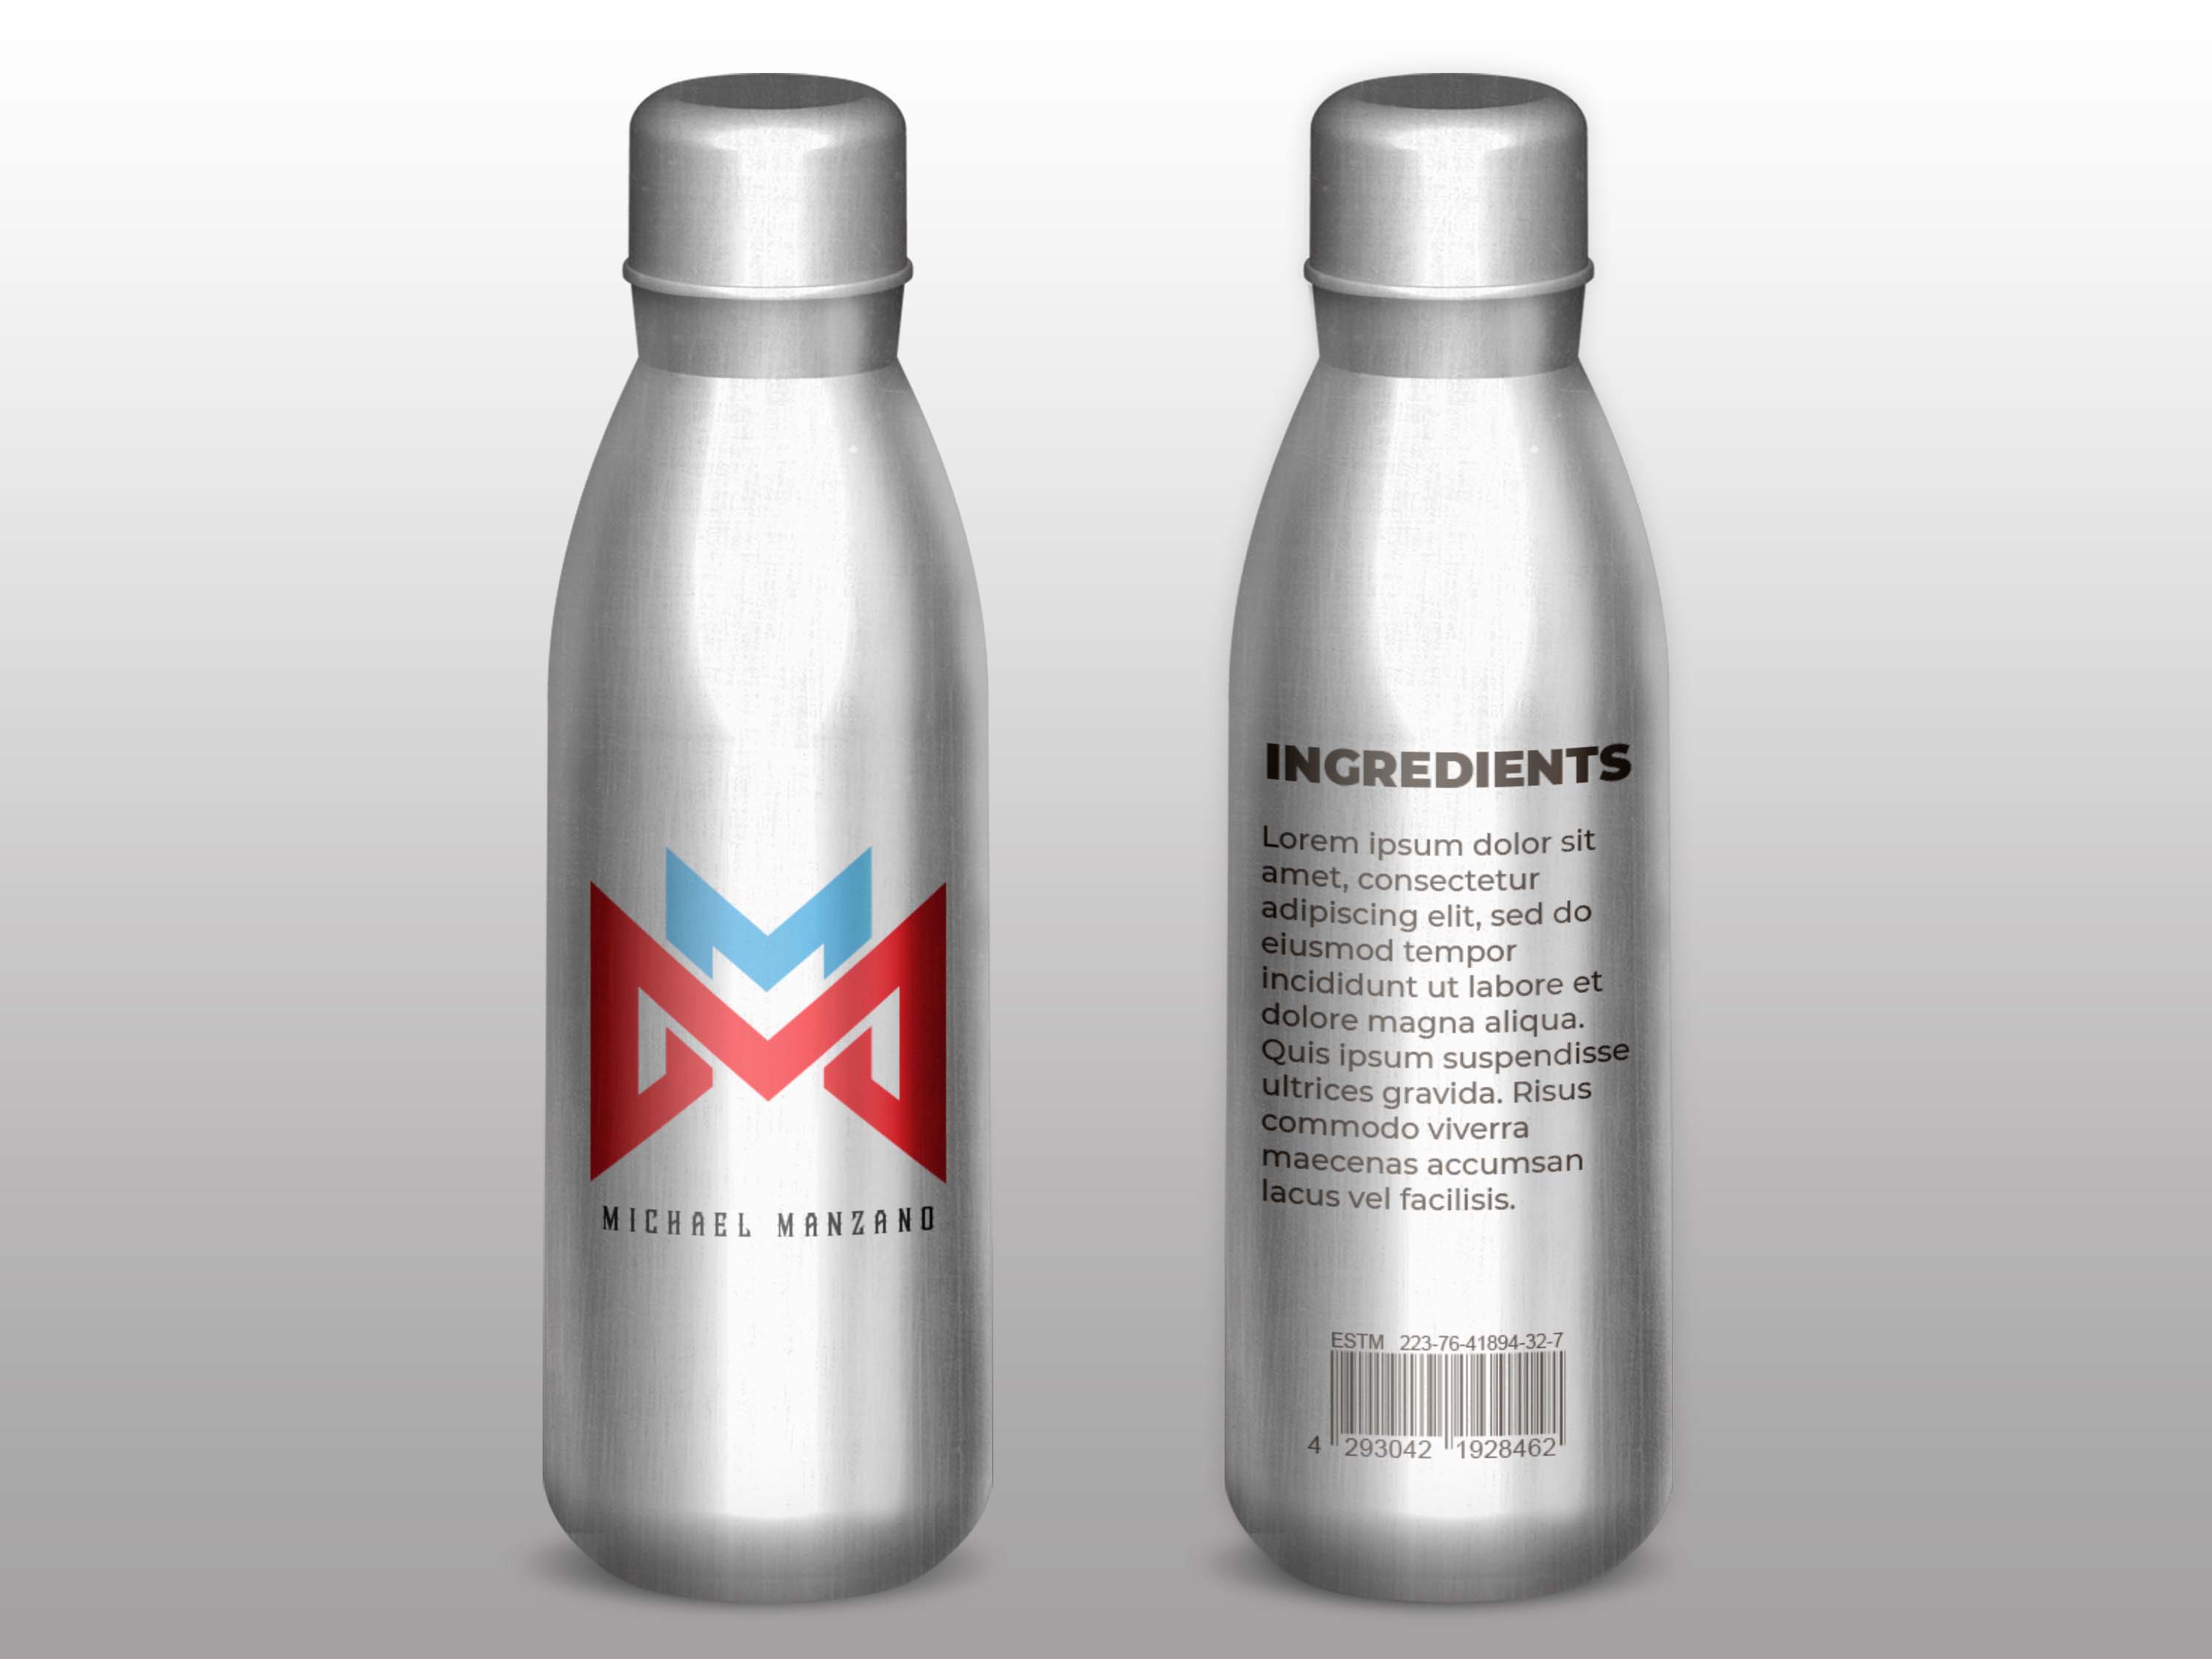 MICHAEL MANZANO
INGREDIENTS
Lorem ipsum dolor sit
amet, consectetur
adipiscing elit, sed do
eiusmod tempor
incididunt ut labore et
dolore magna aliqua.
Quis ipsum suspendisse
ultrices gravida. Risus
commodo viverra
maecenas accumsan
lacus vel facilisis.
ESTM 223-76-41894-32-7
4 293042 1928462